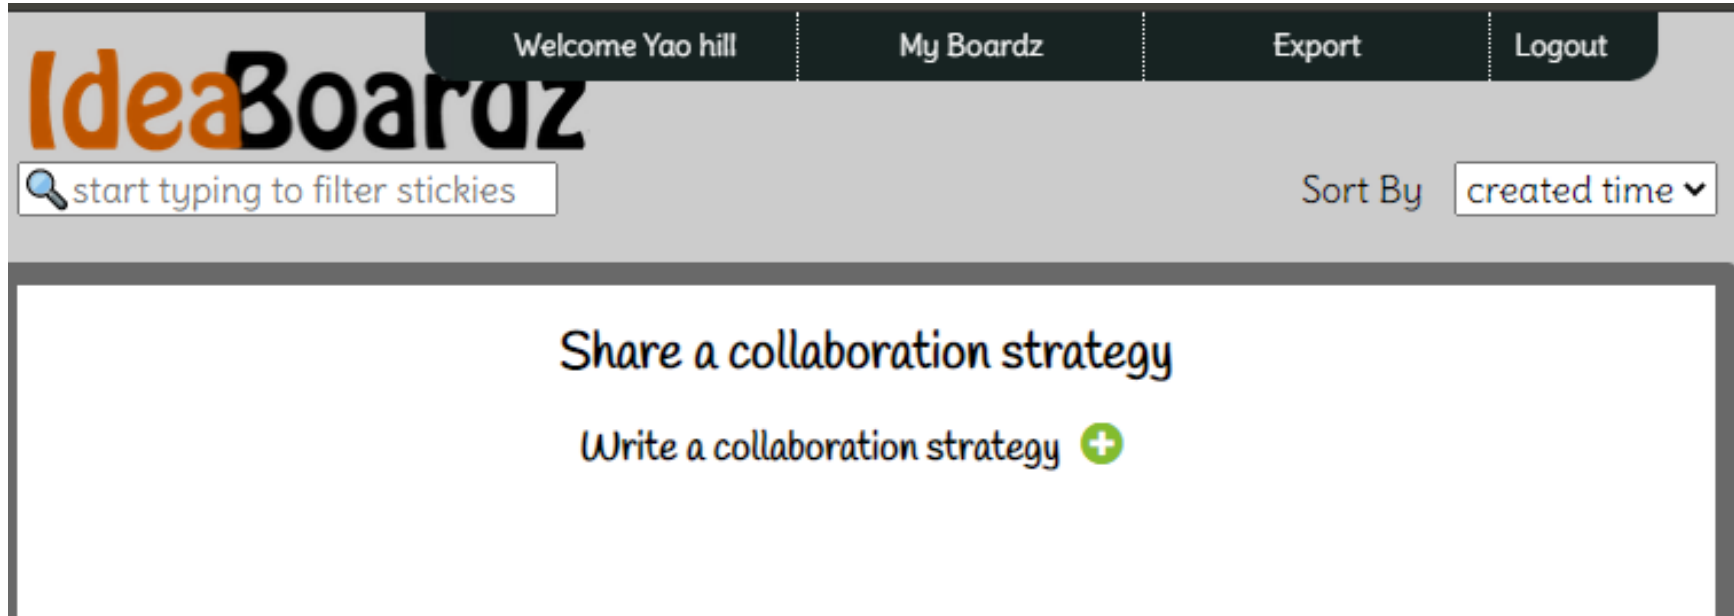 Welcome Yao hill My Boardz Export Logout
IdeaBoardz
start typing to filter stickies Sort By created time
Share a collaboration strategy
Write a collaboration strategy